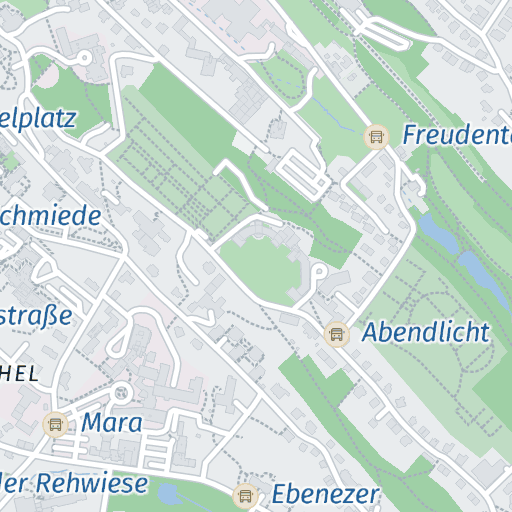 elplatz
Freudent
chmiede
straße
Abendlicht
HEL
Mara
der Rehwiese
Ebenezer